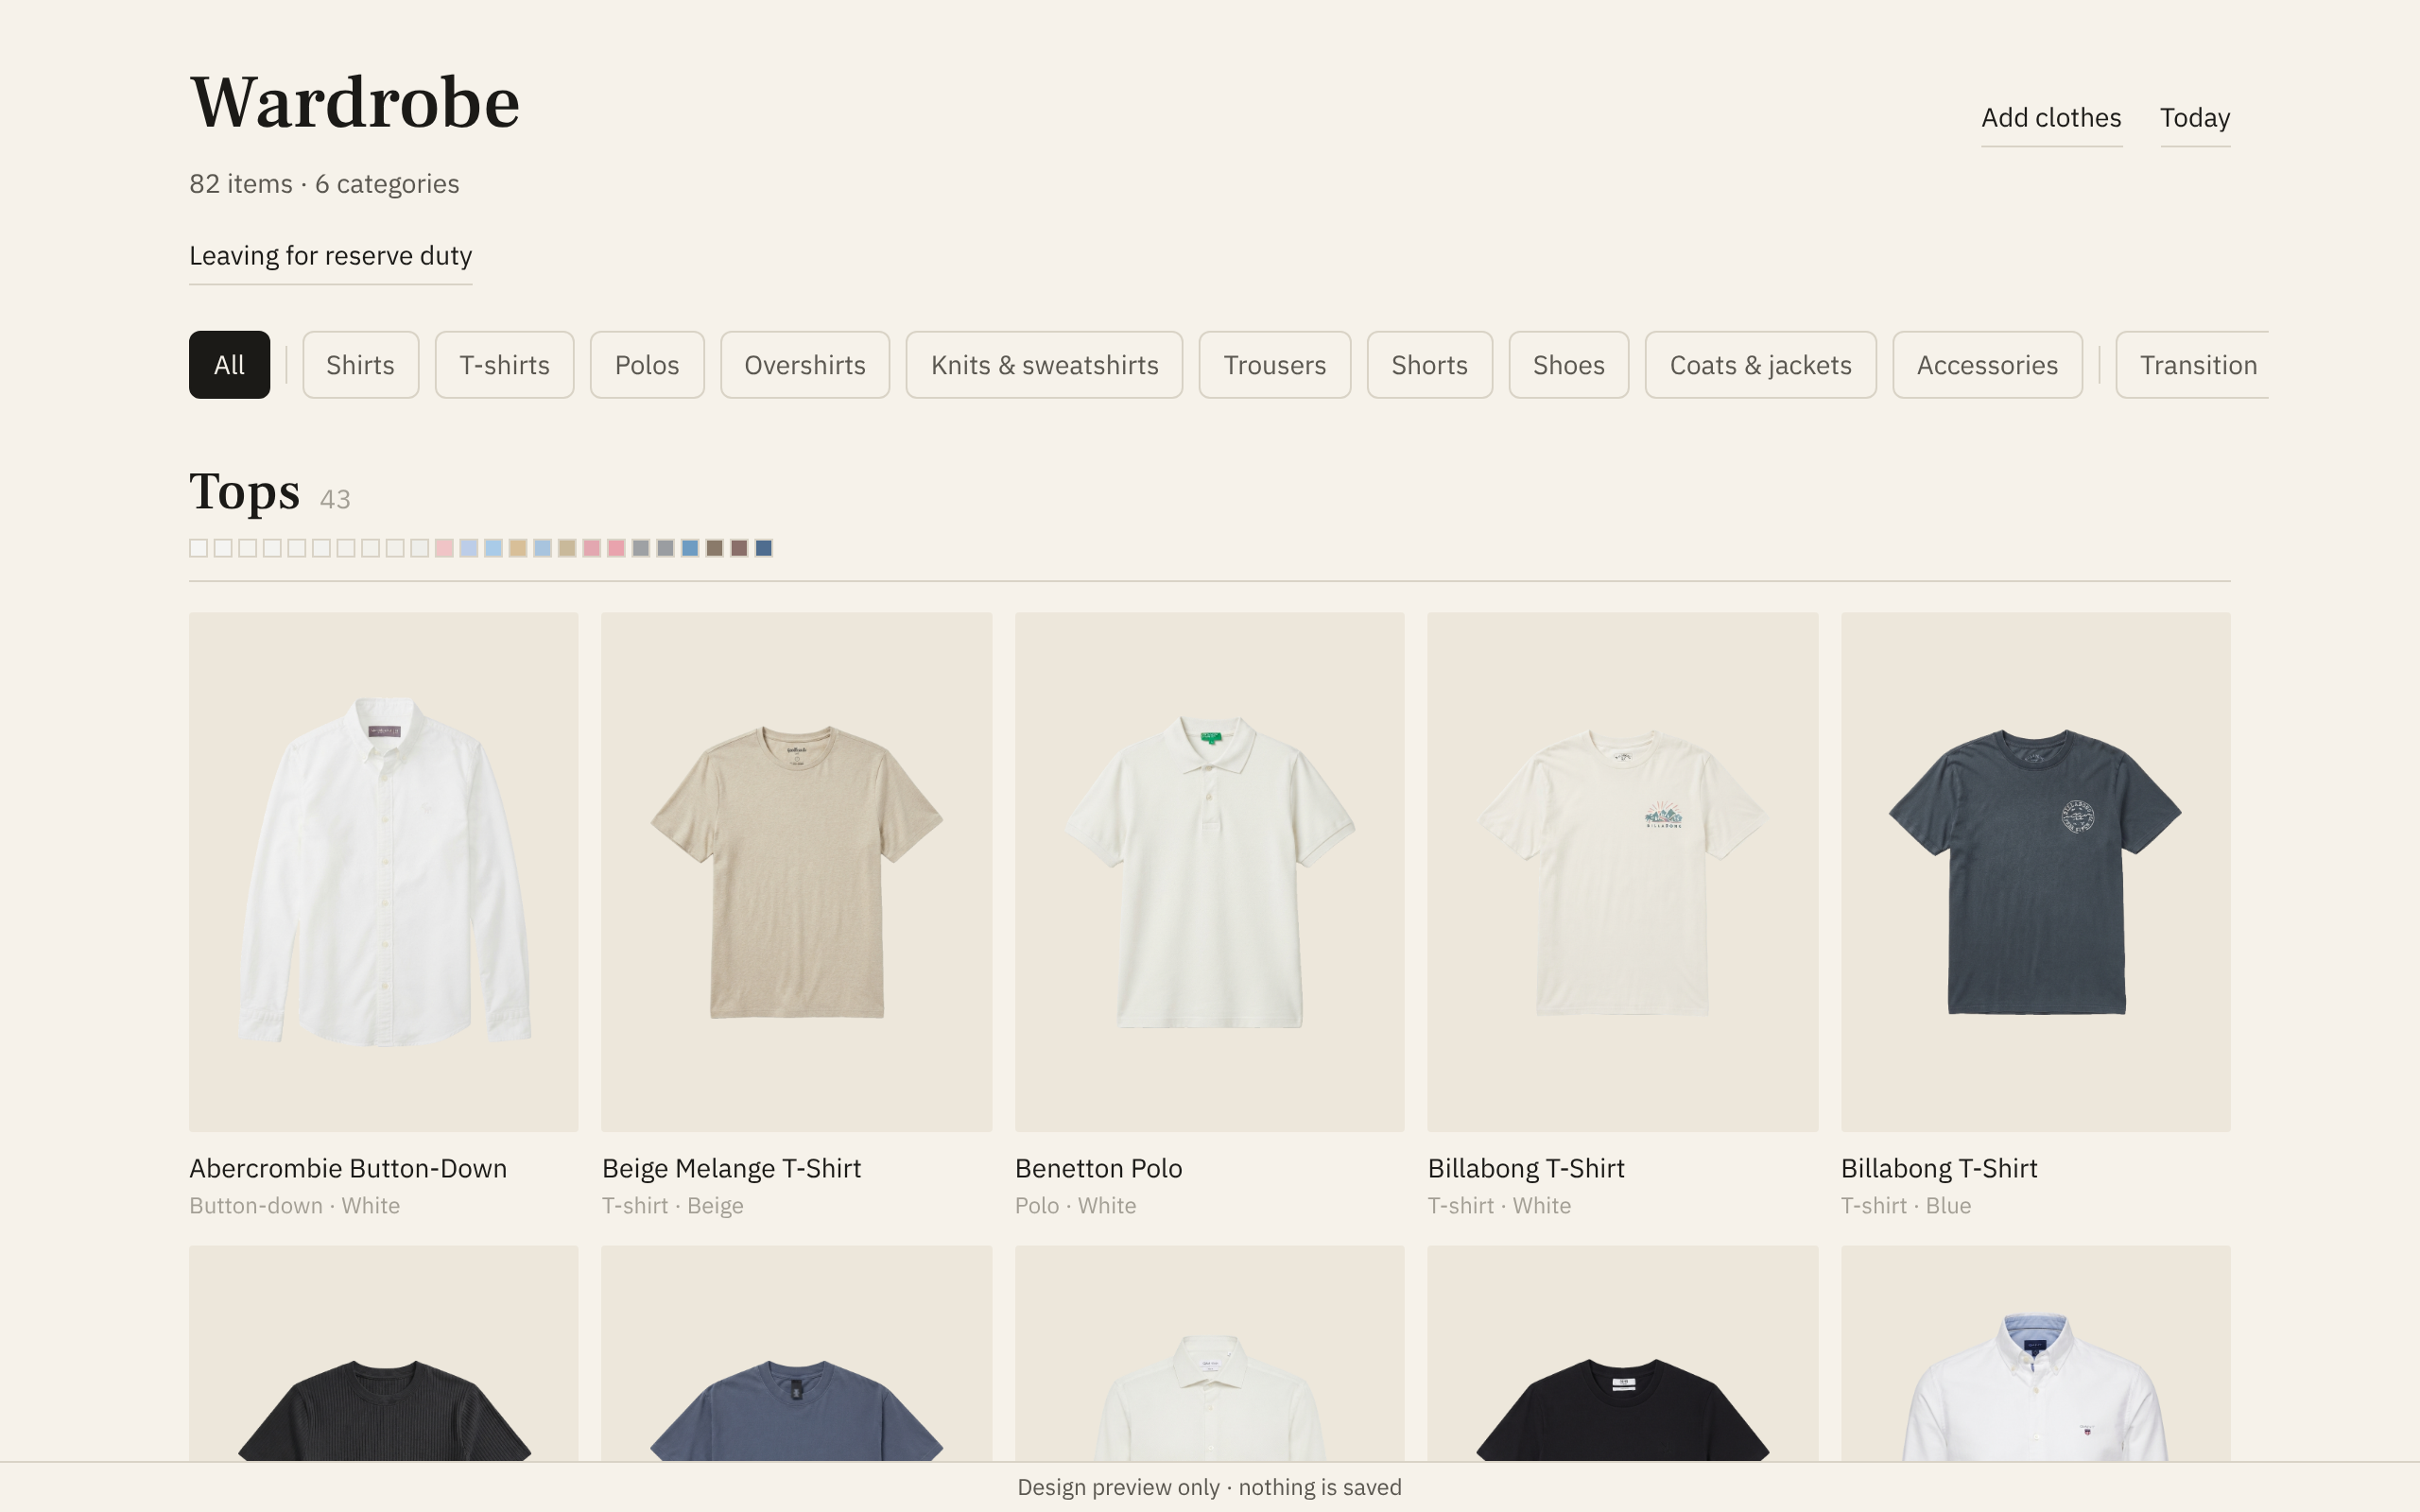 Wardrobe
Add clothes Today
82 items · 6 categories
Leaving for reserve duty
All Shirts T-shirts Polos Overshirts Knits & sweatshirts Trousers Shorts Shoes Coats & jackets Accessories Transition
Tops 43
BILLABONG
Abercrombie Button-Down
Button-down · White
Beige Melange T-Shirt
T-shirt · Beige
Benetton Polo
Polo · White
Billabong T-Shirt
T-shirt · White
Billabong T-Shirt
T-shirt · Blue
Design preview only · nothing is saved